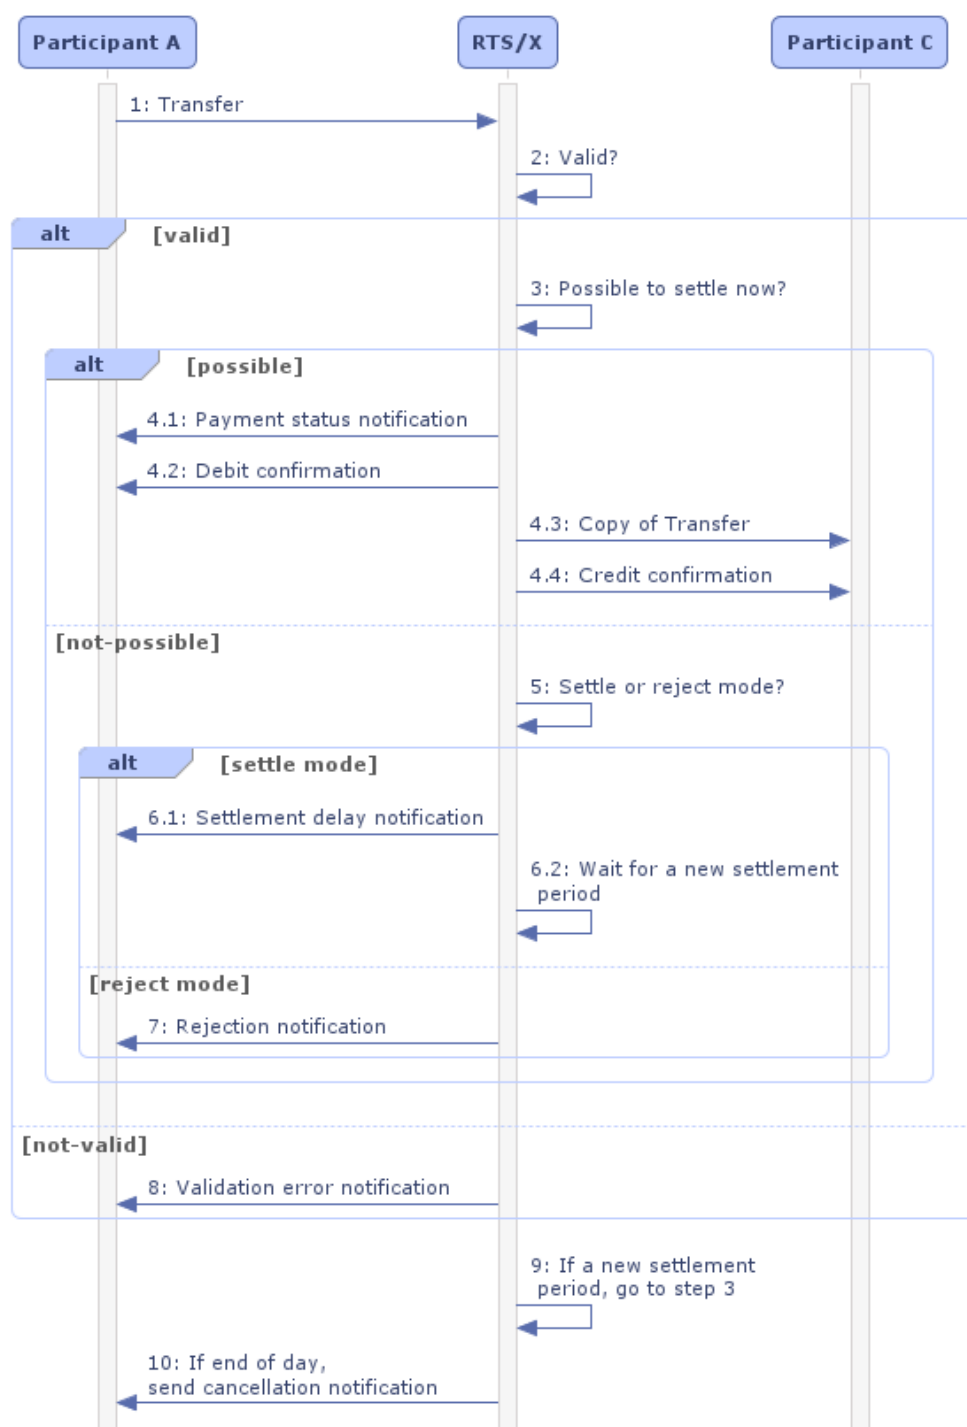 Participant A
RTS/X
Participant C
1: Transfer
2: Valid?
alt
[valid]
3: Possible to settle now?
alt
[possible]
4.1: Payment status notification
4.2: Debit confirmation
4.3: Copy of Transfer
4.4: Credit confirmation
[not-possible]
5: Settle or reject mode?
alt
[settle mode]
6.1: Settlement delay notification
6.2: Wait for a new settlement
period
[reject mode]
7: Rejection notification
[not-valid]
8: Validation error notification
9: If a new settlement
period, go to step 3
10: If end of day,
send cancellation notification